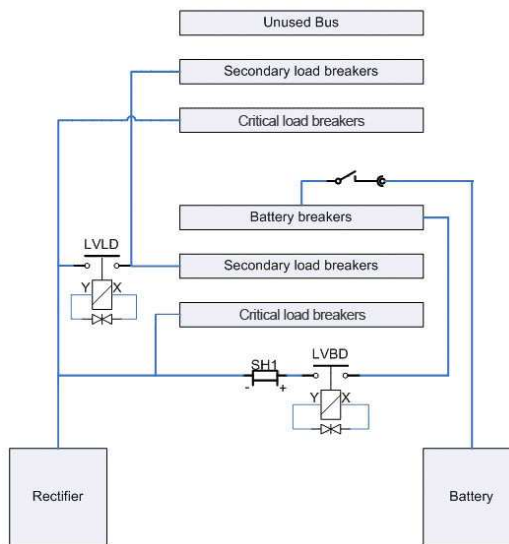 Unused Bus
Secondary load breakers
Critical load breakers
Battery breakers
LVLD
Secondary load breakers
Y X
Critical load breakers
SH1
LVBD
- +
Y X
Rectifier
Battery